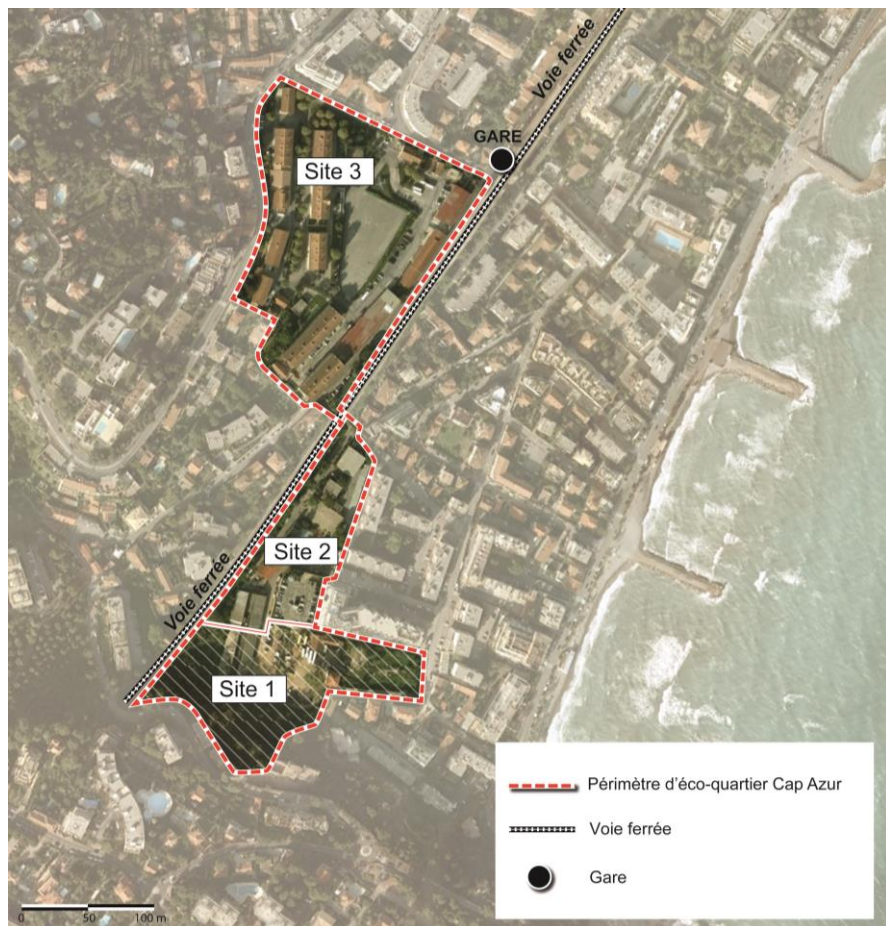 Voie ferrée
GARE
Site 3
Site 2
Voie ferrée
Site 1
Périmètre d'éco-quartier Cap Azur
Voie ferrée
Gare
0 50 100 m